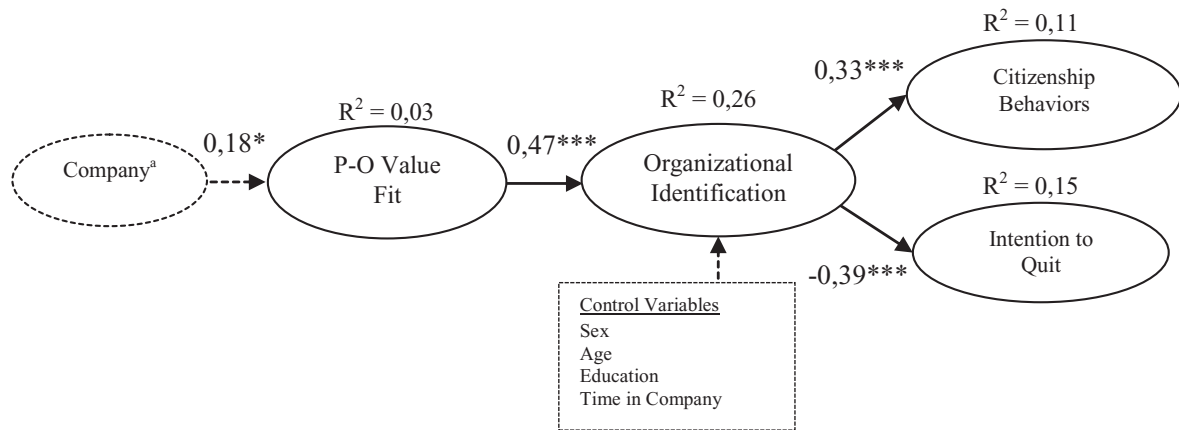 Companyᵃ
0,18*
R² = 0,03
P-O Value
Fit
0,47***
R² = 0,26
Organizational
Identification
0,33***
R² = 0,11
Citizenship
Behaviors
-0,39***
R² = 0,15
Intention to
Quit
Control Variables
Sex
Age
Education
Time in Company